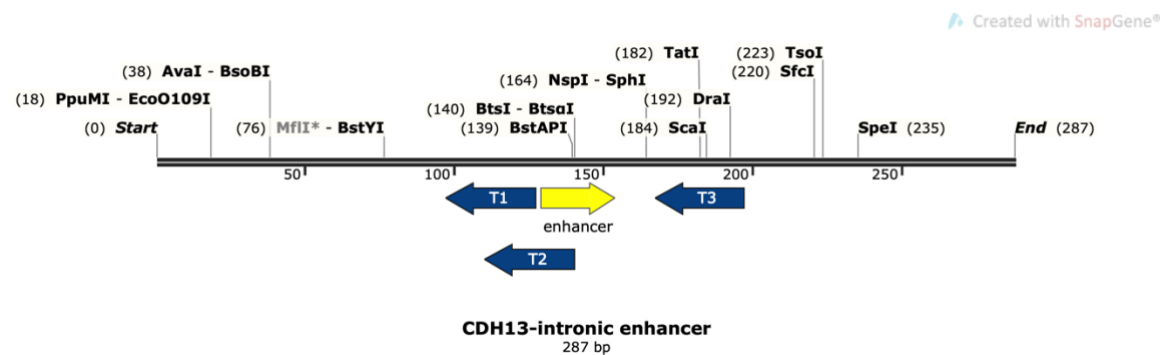 Created with SnapGene®
(182) TatI (223) TsoI
(38) AvaI - BsoBI (164) NspI - SphI (220) SfcI
(18) PpuMI - EcoO109I (140) BtsI - BtsαI (192) DraI
(0) Start (76) MflI* - BstYI (139) BstAPI (184) ScaI SpeI (235) End (287)
50 100 150 200 250
T1 T3
enhancer
T2
CDH13-intronic enhancer
287 bp